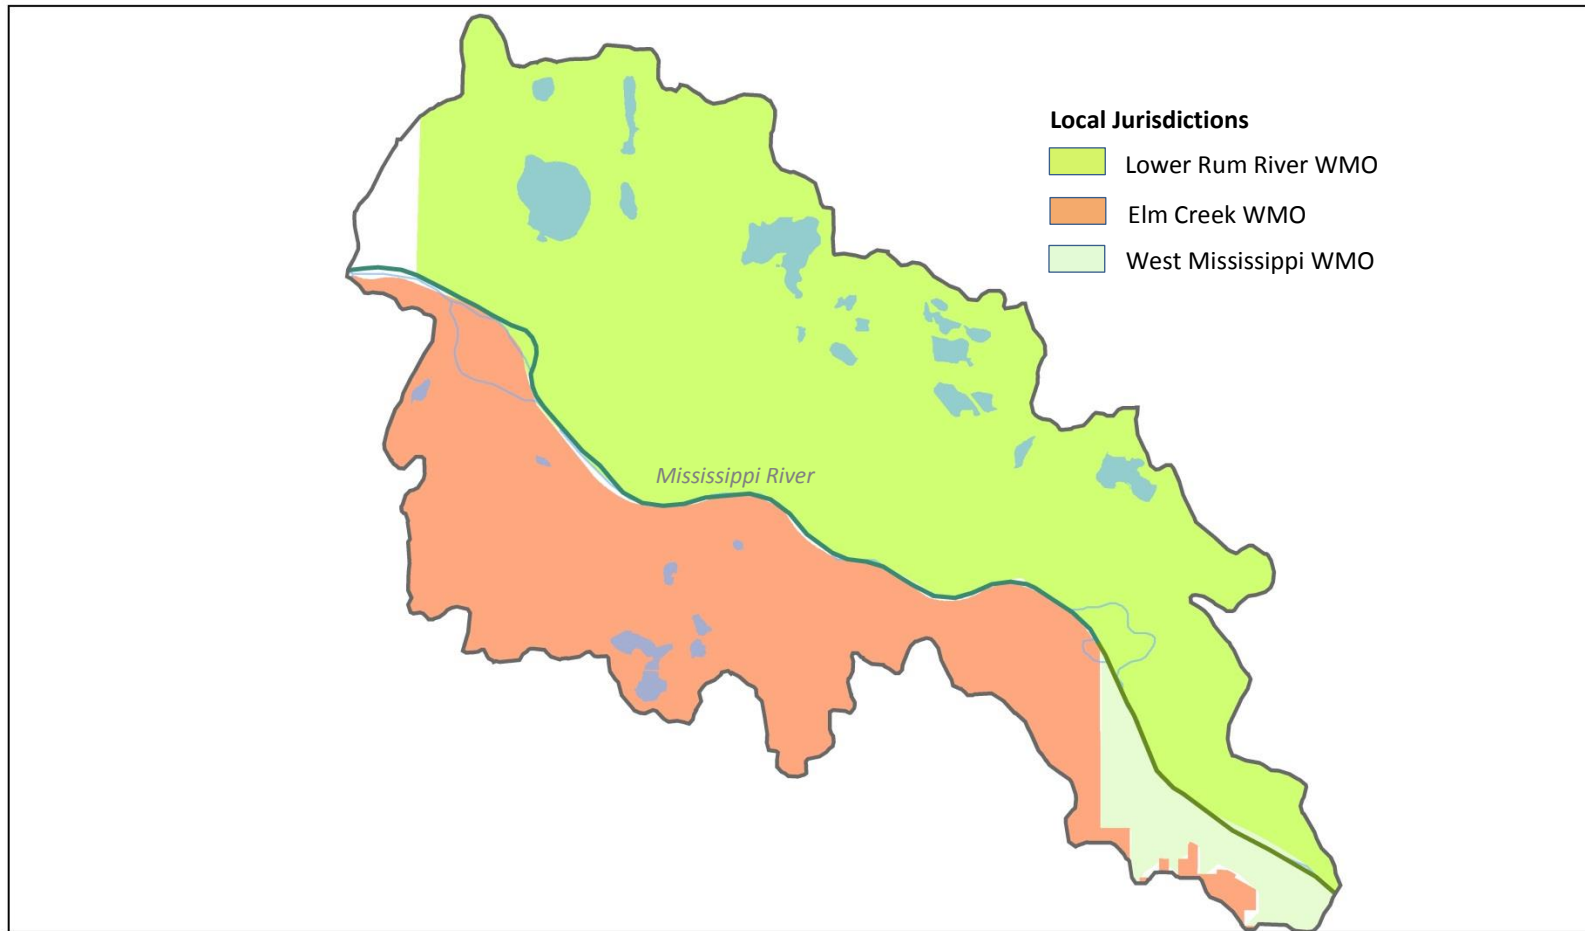 Local Jurisdictions
Lower Rum River WMO
Elm Creek WMO
West Mississippi WMO
Mississippi River